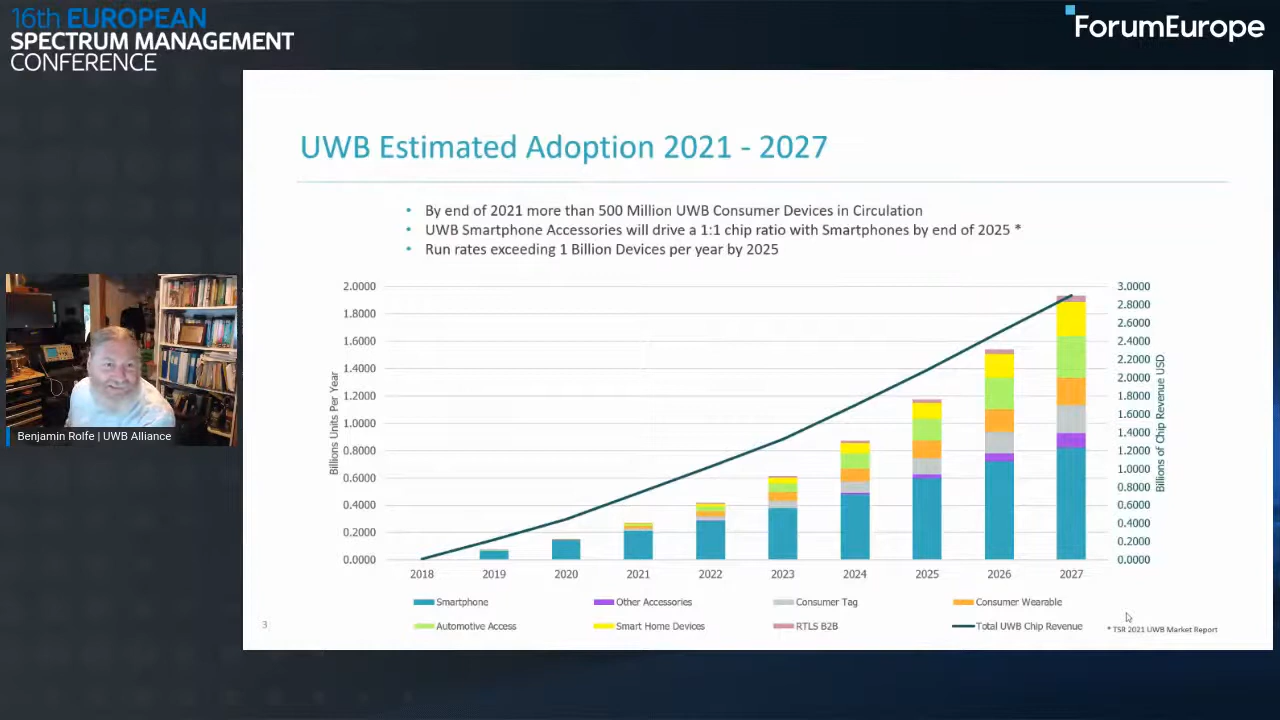 16th EUROPEAN
SPECTRUM MANAGEMENT
CONFERENCE
ForumEurope
UWB Estimated Adoption 2021 - 2027
• By end of 2021 more than 500 Million UWB Consumer Devices in Circulation
• UWB Smartphone Accessories will drive a 1:1 chip ratio with Smartphones by end of 2025 *
• Run rates exceeding 1 Billion Devices per year by 2025
Billions Units Per Year
2.0000
1.8000
1.6000
1.4000
1.2000
1.0000
0.8000
0.6000
0.4000
0.2000
0.0000
3.0000
2.8000
2.6000
2.4000
2.2000
2.0000
1.8000
1.6000
1.4000
1.2000
1.0000
0.8000
0.6000
0.4000
0.2000
0.0000
Billions of Chip Revenue USD
2018 2019 2020 2021 2022 2023 2024 2025 2026 2027
Smartphone Other Accessories Consumer Tag Consumer Wearable
Automotive Access Smart Home Devices RTLS B2B Total UWB Chip Revenue
3
* TSR 2021 UWB Market Report
Benjamin Rolfe | UWB Alliance